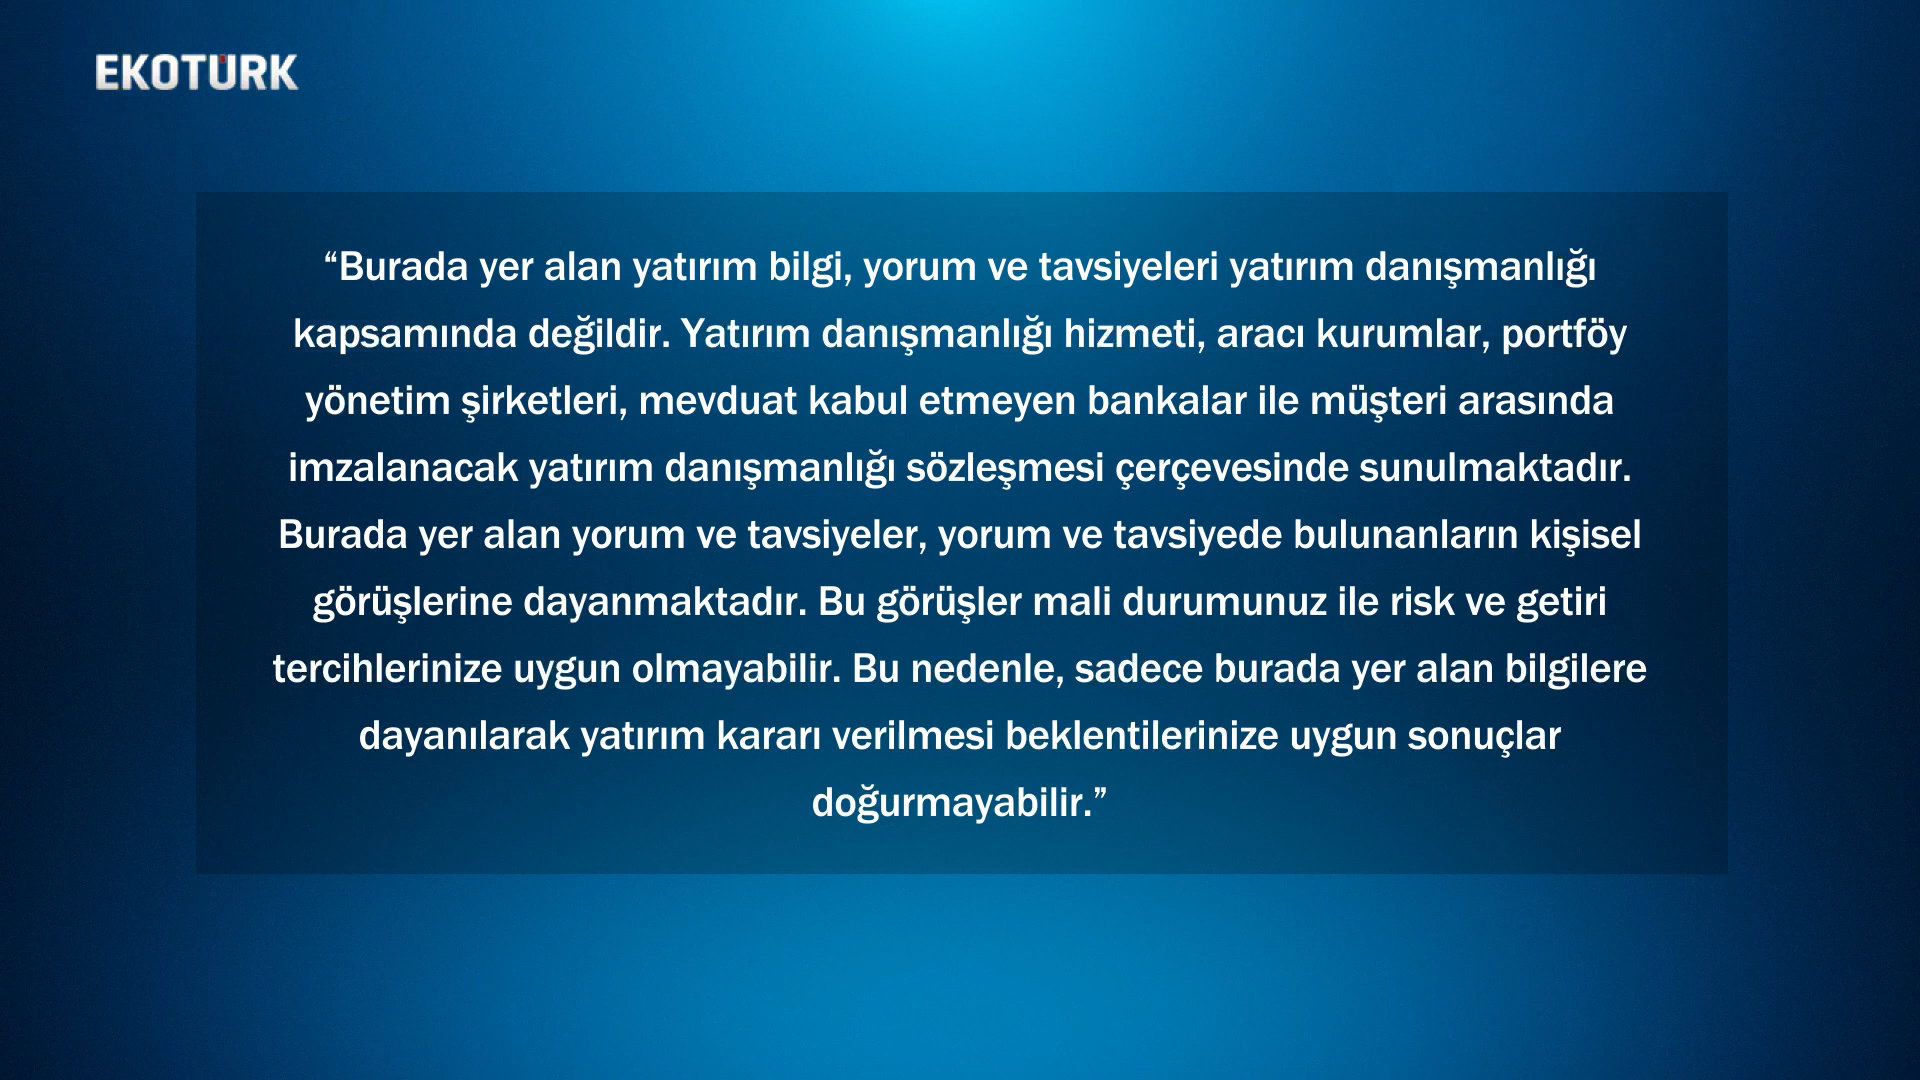 EKOTÜRK
“Burada yer alan yatırım bilgi, yorum ve tavsiyeleri yatırım danışmanlığı
kapsamında değildir. Yatırım danışmanlığı hizmeti, aracı kurumlar, portföy
yönetim şirketleri, mevduat kabul etmeyen bankalar ile müşteri arasında
imzalanacak yatırım danışmanlığı sözleşmesi çerçevesinde sunulmaktadır.
Burada yer alan yorum ve tavsiyeler, yorum ve tavsiyede bulunanların kişisel
görüşlerine dayanmaktadır. Bu görüşler mali durumunuz ile risk ve getiri
tercihlerinize uygun olmayabilir. Bu nedenle, sadece burada yer alan bilgilere
dayanılarak yatırım kararı verilmesi beklentilerinize uygun sonuçlar
doğurmayabilir.”